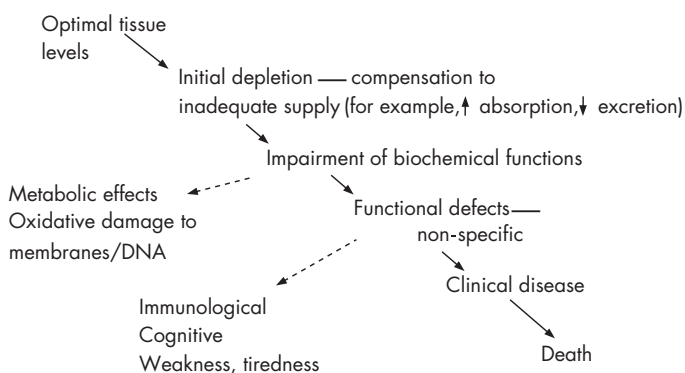 Optimal tissue
levels
Initial depletion — compensation to
inadequate supply (for example,↑ absorption,↓ excretion)
Impairment of biochemical functions
Metabolic effects
Oxidative damage to
membranes/DNA
Functional defects—
non-specific
Clinical disease
Immunological
Cognitive
Weakness, tiredness
Death